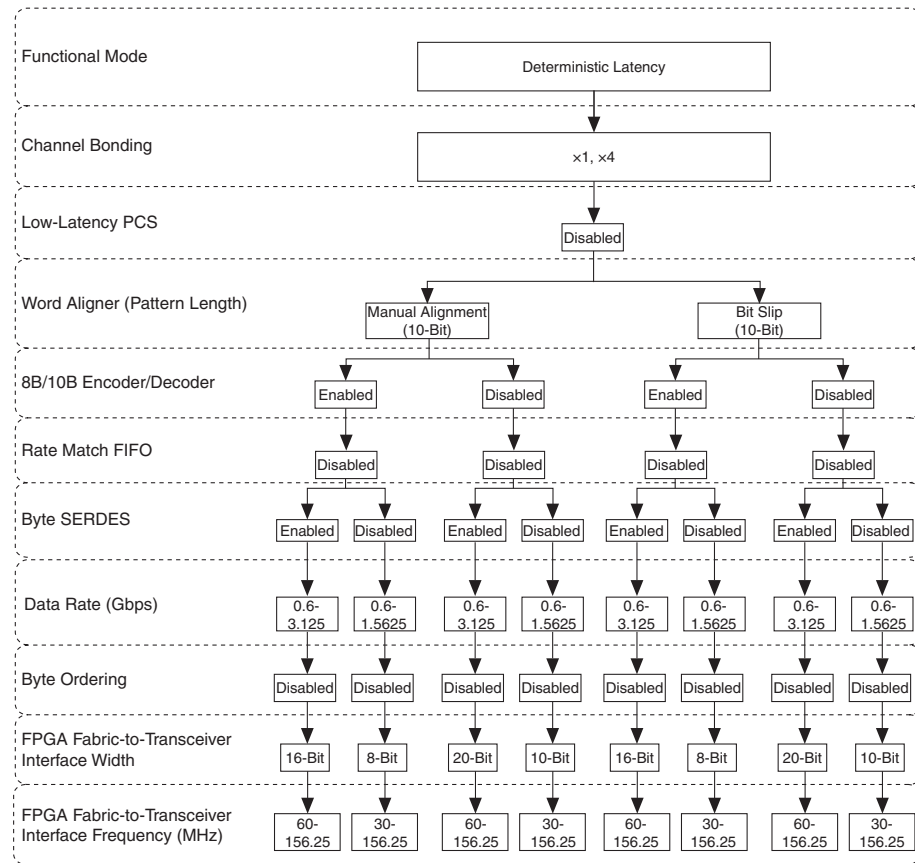 Functional Mode
Deterministic Latency
Channel Bonding
×1, ×4
Low-Latency PCS
Disabled
Word Aligner (Pattern Length)
Manual Alignment
(10-Bit)
Bit Slip
(10-Bit)
8B/10B Encoder/Decoder
Enabled
Disabled
Enabled
Disabled
Rate Match FIFO
Disabled
Disabled
Disabled
Disabled
Byte SERDES
Enabled
Disabled
Enabled
Disabled
Enabled
Disabled
Enabled
Disabled
Data Rate (Gbps)
0.6-
3.125
0.6-
1.5625
0.6-
3.125
0.6-
1.5625
0.6-
3.125
0.6-
1.5625
0.6-
3.125
0.6-
1.5625
Byte Ordering
Disabled
Disabled
Disabled
Disabled
Disabled
Disabled
Disabled
Disabled
FPGA Fabric-to-Transceiver
Interface Width
16-Bit
8-Bit
20-Bit
10-Bit
16-Bit
8-Bit
20-Bit
10-Bit
FPGA Fabric-to-Transceiver
Interface Frequency (MHz)
60-
156.25
30-
156.25
60-
156.25
30-
156.25
60-
156.25
30-
156.25
60-
156.25
30-
156.25